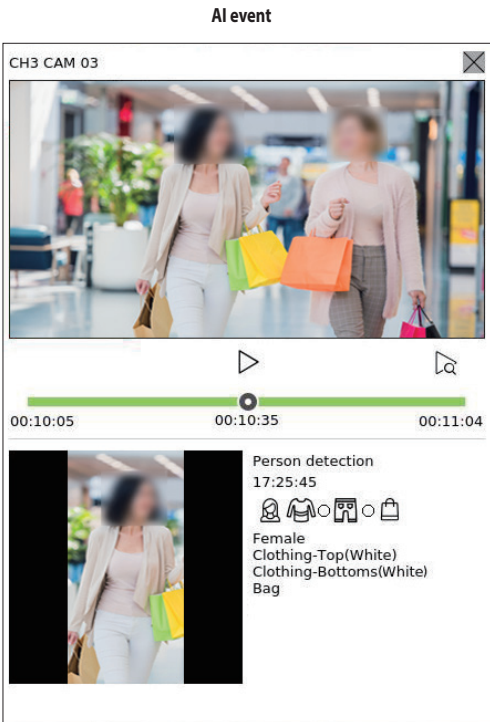 AI event
CH3 CAM 03
00:10:05
00:10:35
00:11:04
Person detection
17:25:45
Female
Clothing-Top(White)
Clothing-Bottoms(White)
Bag